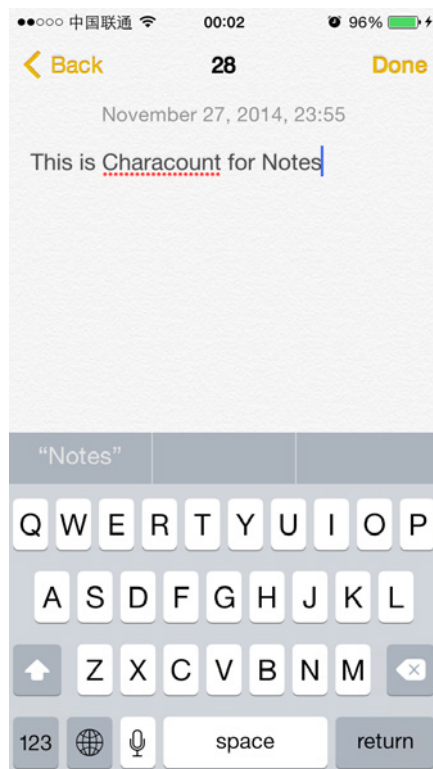 中国联通 00:02 96%
Back 28 Done
November 27, 2014, 23:55
This is Characount for Notes
“Notes”
Q W E R T Y U I O P
A S D F G H J K L
Z X C V B N M
123 space return